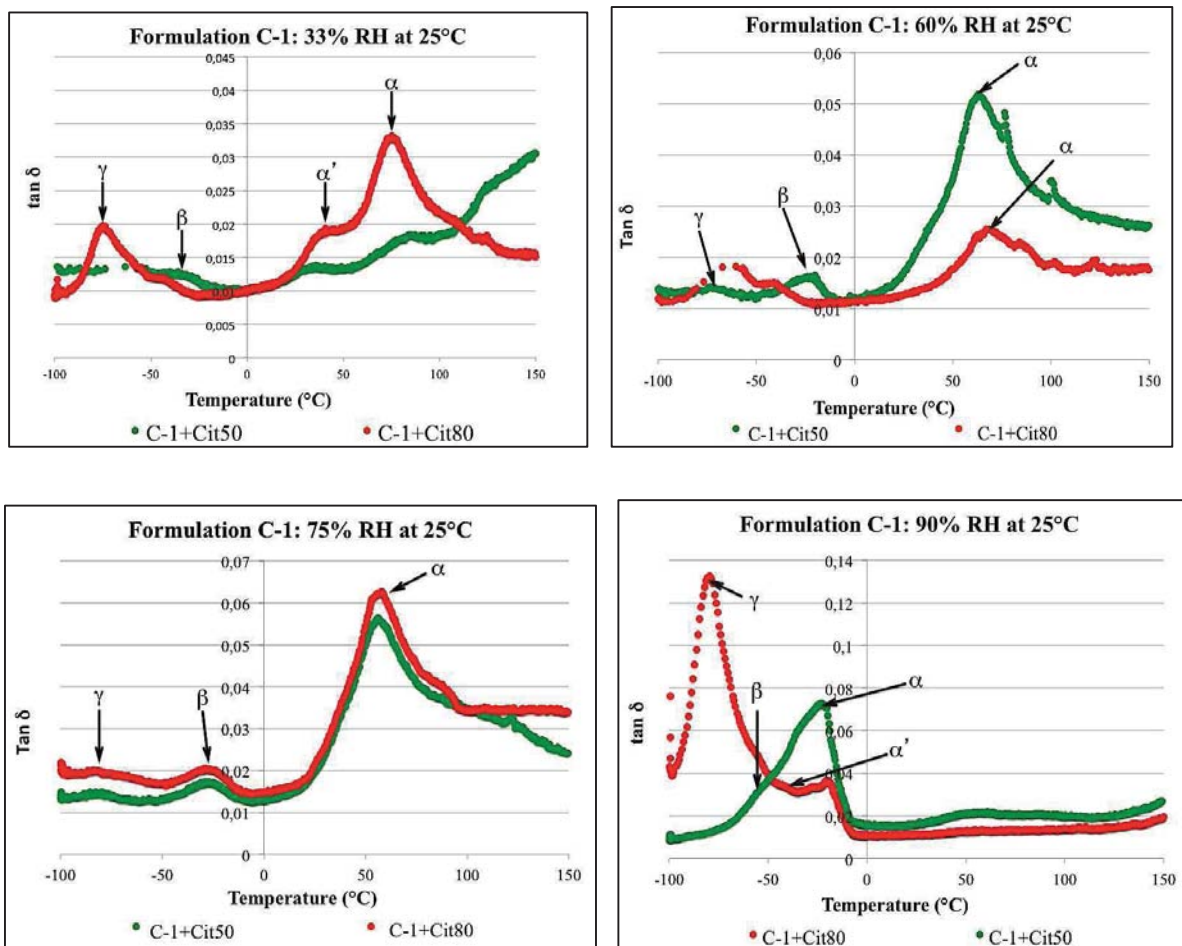 Formulation C-1: 33% RH at 25°C
0,045
0,04
0,035
0,03
0,025
0,02
0,015
0,01
0,005
0
tan δ
γ
β
α'
α
-100
-50
0
50
100
150
Temperature (°C)
C-1+Cit50
C-1+Cit80
Formulation C-1: 60% RH at 25°C
0,06
0,05
0,04
0,03
0,02
0,01
0
Tan δ
γ
β
α
α
-100
-50
0
50
100
150
Temperature (°C)
C-1+Cit50
C-1+Cit80
Formulation C-1: 75% RH at 25°C
0,07
0,06
0,05
0,04
0,03
0,02
0,01
0
Tan δ
γ
β
α
-100
-50
0
50
100
150
Temperature (°C)
C-1+Cit50
C-1+Cit80
Formulation C-1: 90% RH at 25°C
0,14
0,12
0,1
0,08
0,06
0,04
0,02
0
tan δ
γ
β
α
α'
-100
-50
0
50
100
150
Temperature (°C)
C-1+Cit80
C-1+Cit50